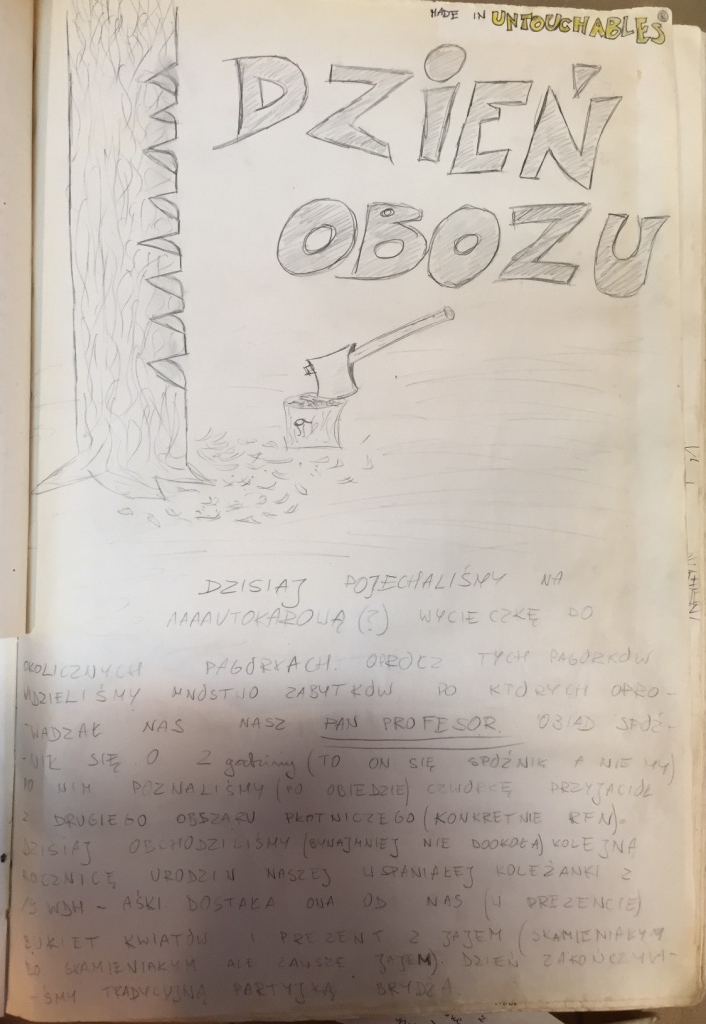 MADE IN UNTOUCHABLES
DZIEŃ
OBOZU
DZISIAJ POJECHALIŚMY NA
AAAAUTOKAROWĄ (?) WYCIECZKĘ PO
OKOLICZNYCH PAGÓRKACH. OPRÓCZ TYCH PAGÓRKÓW
WIDZIELIŚMY MNÓSTWO ZABYTKÓW, PO KTÓRYCH OPRO-
-WADZAŁ NAS NASZ PAN PROFESOR. OBIAD SPÓŹ-
-NIŁ SIĘ O 2 godziny (TO ON SIĘ SPÓŹNIŁ A NIE MY)
PO NIM POZNALIŚMY (PO OBIEDZIE) CZWÓRKĘ PRZYJACIÓŁ
Z DRUGIEGO OBSZARU PŁATNICZEGO (KONKRETNIE RFN).
DZISIAJ OBCHODZILIŚMY (BYNAJMNIEJ NIE DOOKOŁA) KOLEJNĄ
ROCZNICĘ URODZIN NASZEJ WSPANIAŁEJ KOLEŻANKI Z
WDH - AŚKI DOSTAŁA ONA OD NAS (W PREZENCIE)
BUKIET KWIATÓW I PREZENT Z JAJEM (SKAMIENIAŁYM
BO SKAMIENIAŁYM ALE ZAWSZE JAJEM). DZIEŃ ZAKOŃCZYLI-
-ŚMY TRADYCYJNĄ PARTYJKĄ BRYDŻA.